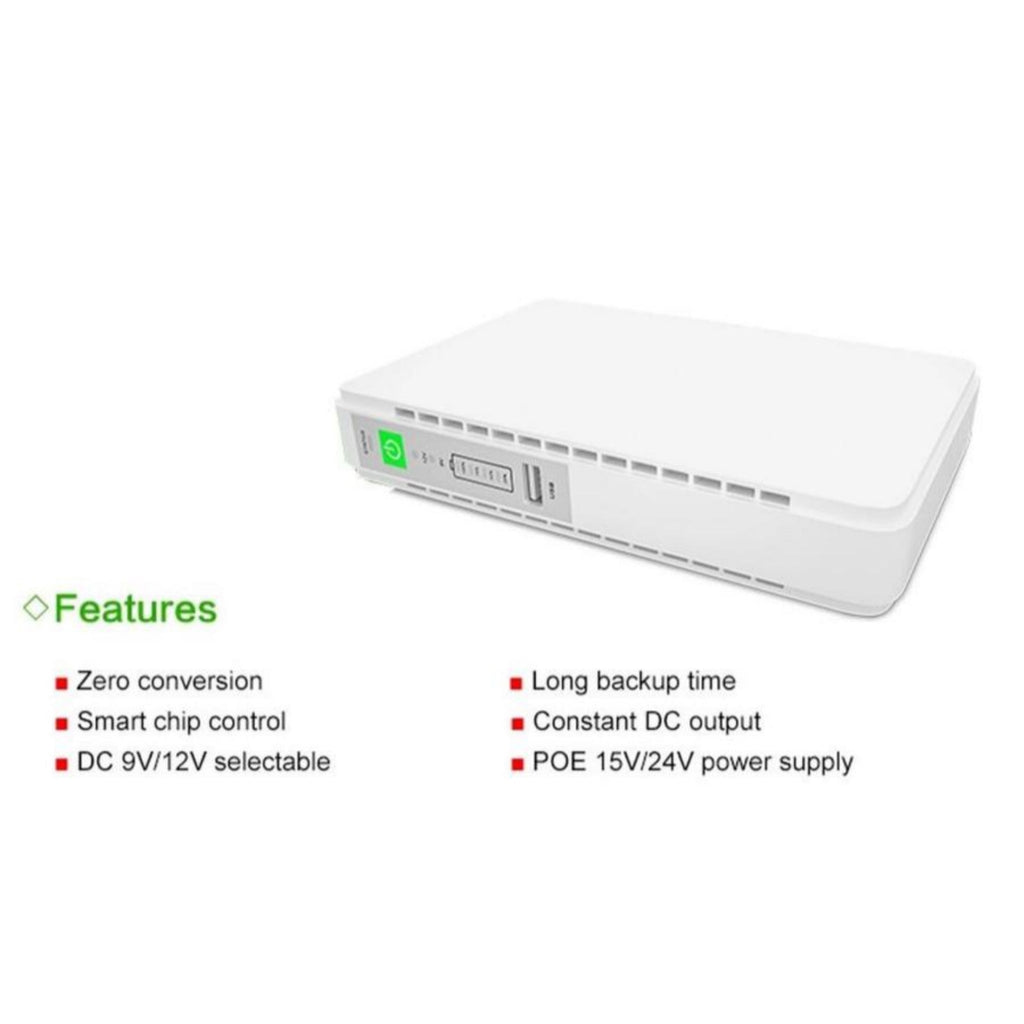 Features
Zero conversion
Smart chip control
DC 9V/12V selectable
Long backup time
Constant DC output
POE 15V/24V power supply
USB